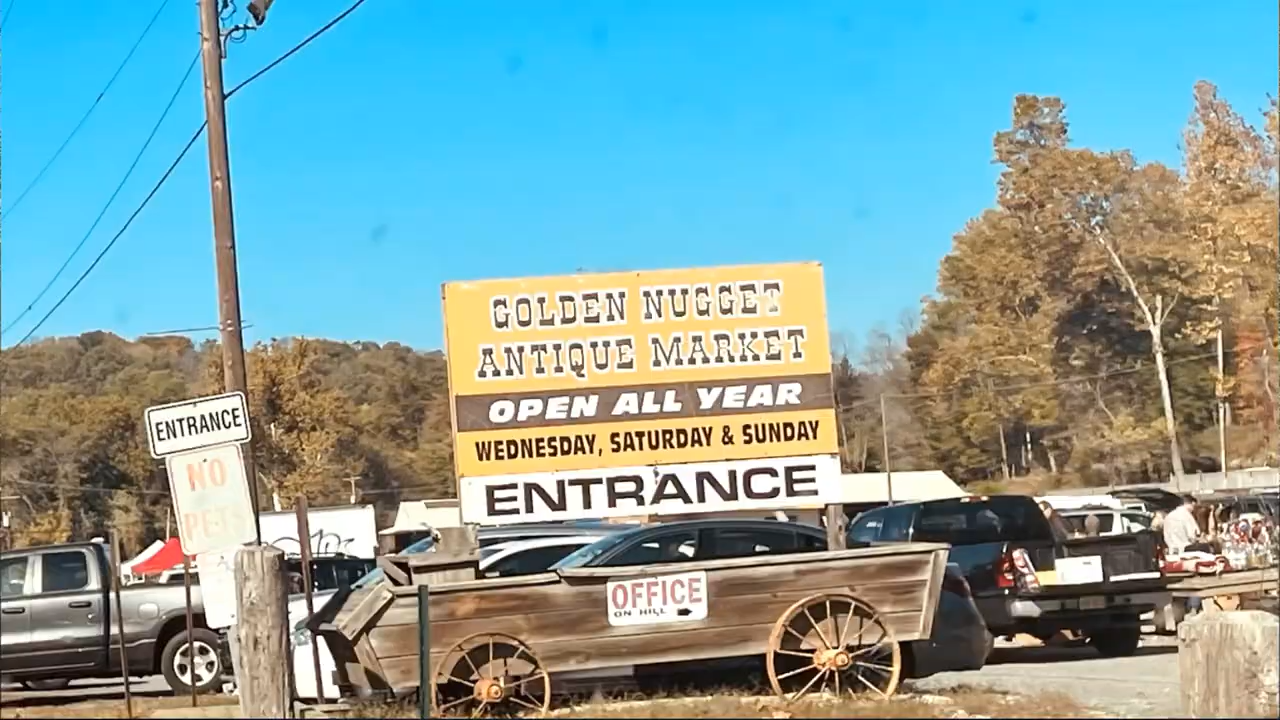 GOLDEN NUGGET
ANTIQUE MARKET
OPEN ALL YEAR
WEDNESDAY, SATURDAY & SUNDAY
ENTRANCE
ENTRANCE
NO
PETS
OFFICE
ON HILL